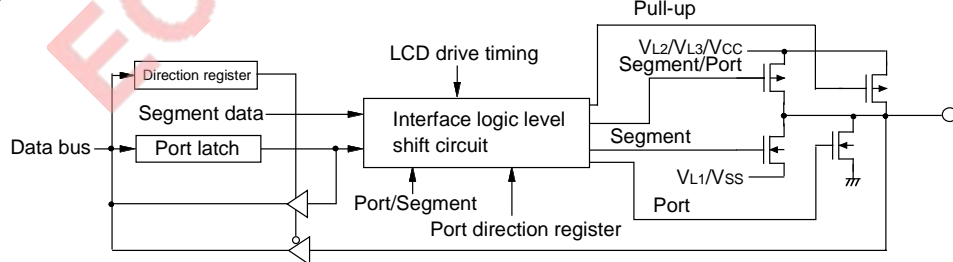 Pull-up
LCD drive timing
VL2/VL3/VCC
Segment/Port
Direction register
Segment data
Interface logic level
shift circuit
Segment
Data bus
Port latch
VL1/VSS
Port/Segment
Port
Port direction register